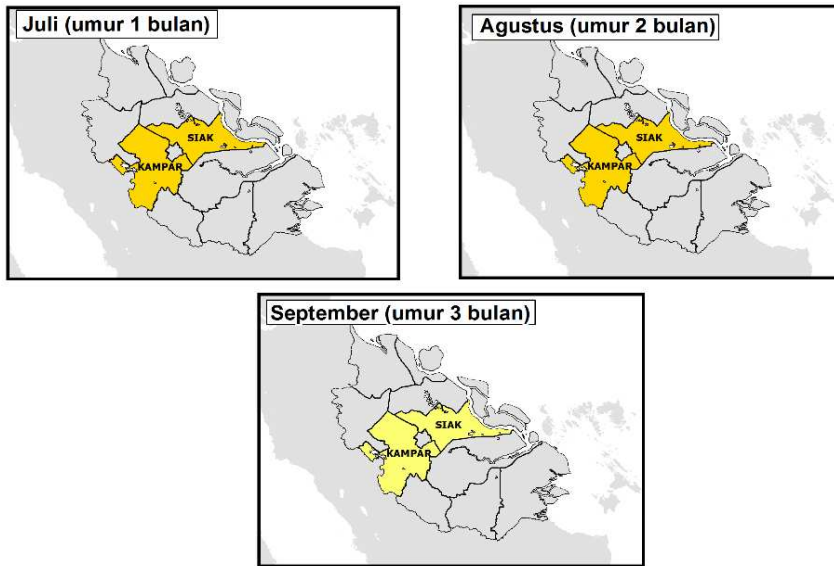 Juli (umur 1 bulan)
SIAK
KAMPAR
Agustus (umur 2 bulan)
SIAK
KAMPAR
September (umur 3 bulan)
SIAK
KAMPAR